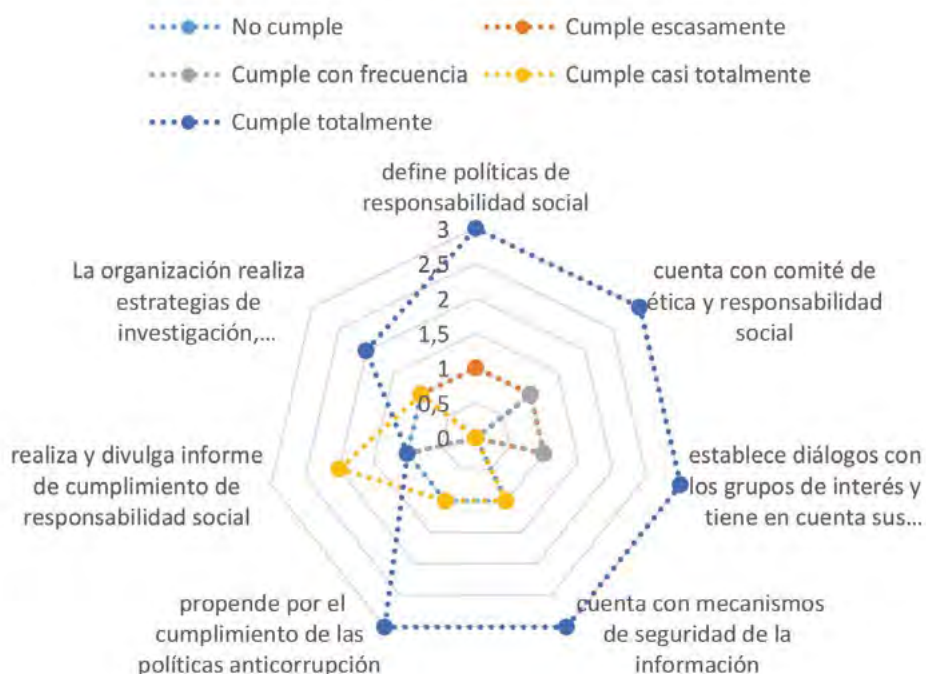 No cumple
Cumple escasamente
Cumple con frecuencia
Cumple casi totalmente
Cumple totalmente
define políticas de
responsabilidad social
3
2,5
2
1,5
1
0,5
0
cuenta con comité de
ética y responsabilidad
social
establece diálogos con
los grupos de interés y
tiene en cuenta sus...
cuenta con mecanismos
de seguridad de la
información
propende por el
cumplimiento de las
políticas anticorrupción
realiza y divulga informe
de cumplimiento de
responsabilidad social
La organización realiza
estrategias de
investigación,...